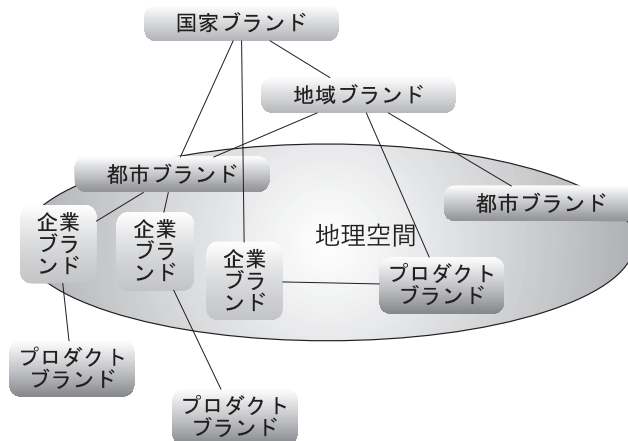 国家ブランド
地域ブランド
都市ブランド
都市ブランド
企業
ブラ
ンド
企業
ブラ
ンド
企業
ブラ
ンド
地理空間
プロダクト
ブランド
プロダクト
ブランド
プロダクト
ブランド